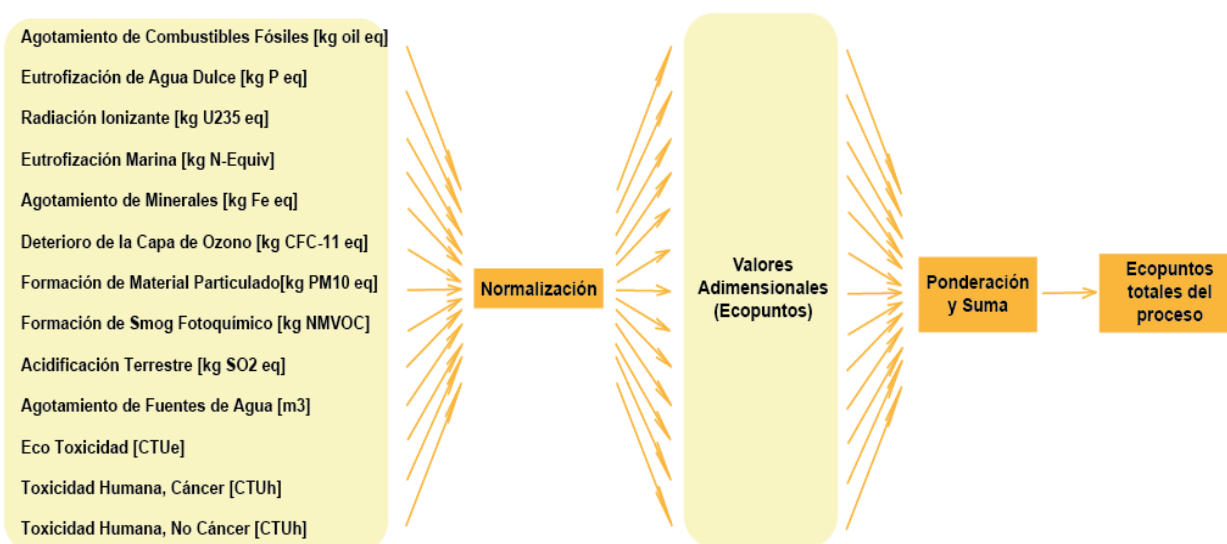 Agotamiento de Combustibles Fósiles [kg oil eq]
Eutrofización de Agua Dulce [kg P eq]
Radiación Ionizante [kg U235 eq]
Eutrofización Marina [kg N-Equiv]
Agotamiento de Minerales [kg Fe eq]
Deterioro de la Capa de Ozono [kg CFC-11 eq]
Formación de Material Particulado[kg PM10 eq]
Formación de Smog Fotoquímico [kg NMVOC]
Acidificación Terrestre [kg SO2 eq]
Agotamiento de Fuentes de Agua [m3]
Eco Toxicidad [CTUe]
Toxicidad Humana, Cáncer [CTUh]
Toxicidad Humana, No Cáncer [CTUh]
Normalización
Valores
Adimensionales
(Ecopuntos)
Ponderación
y Suma
Ecopuntos
totales del
proceso